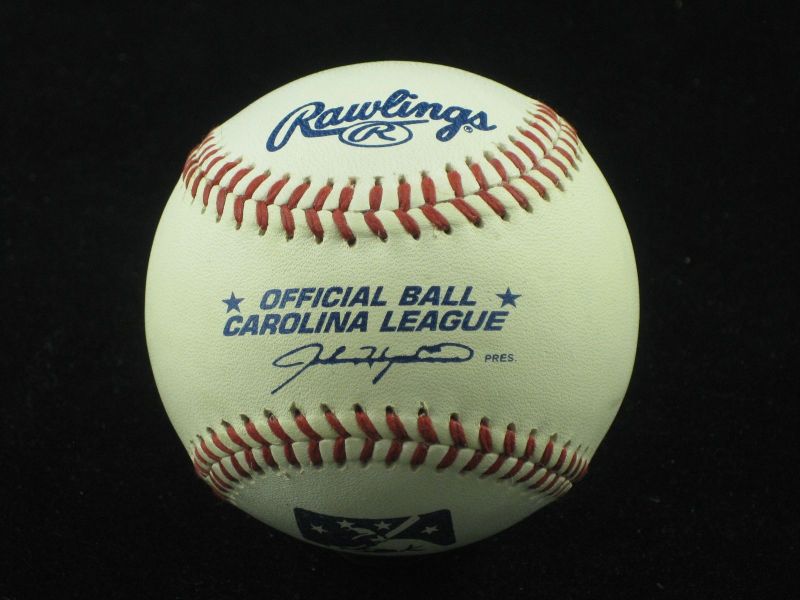 Rawlings®
R
★ OFFICIAL BALL ★
CAROLINA LEAGUE
PRES.